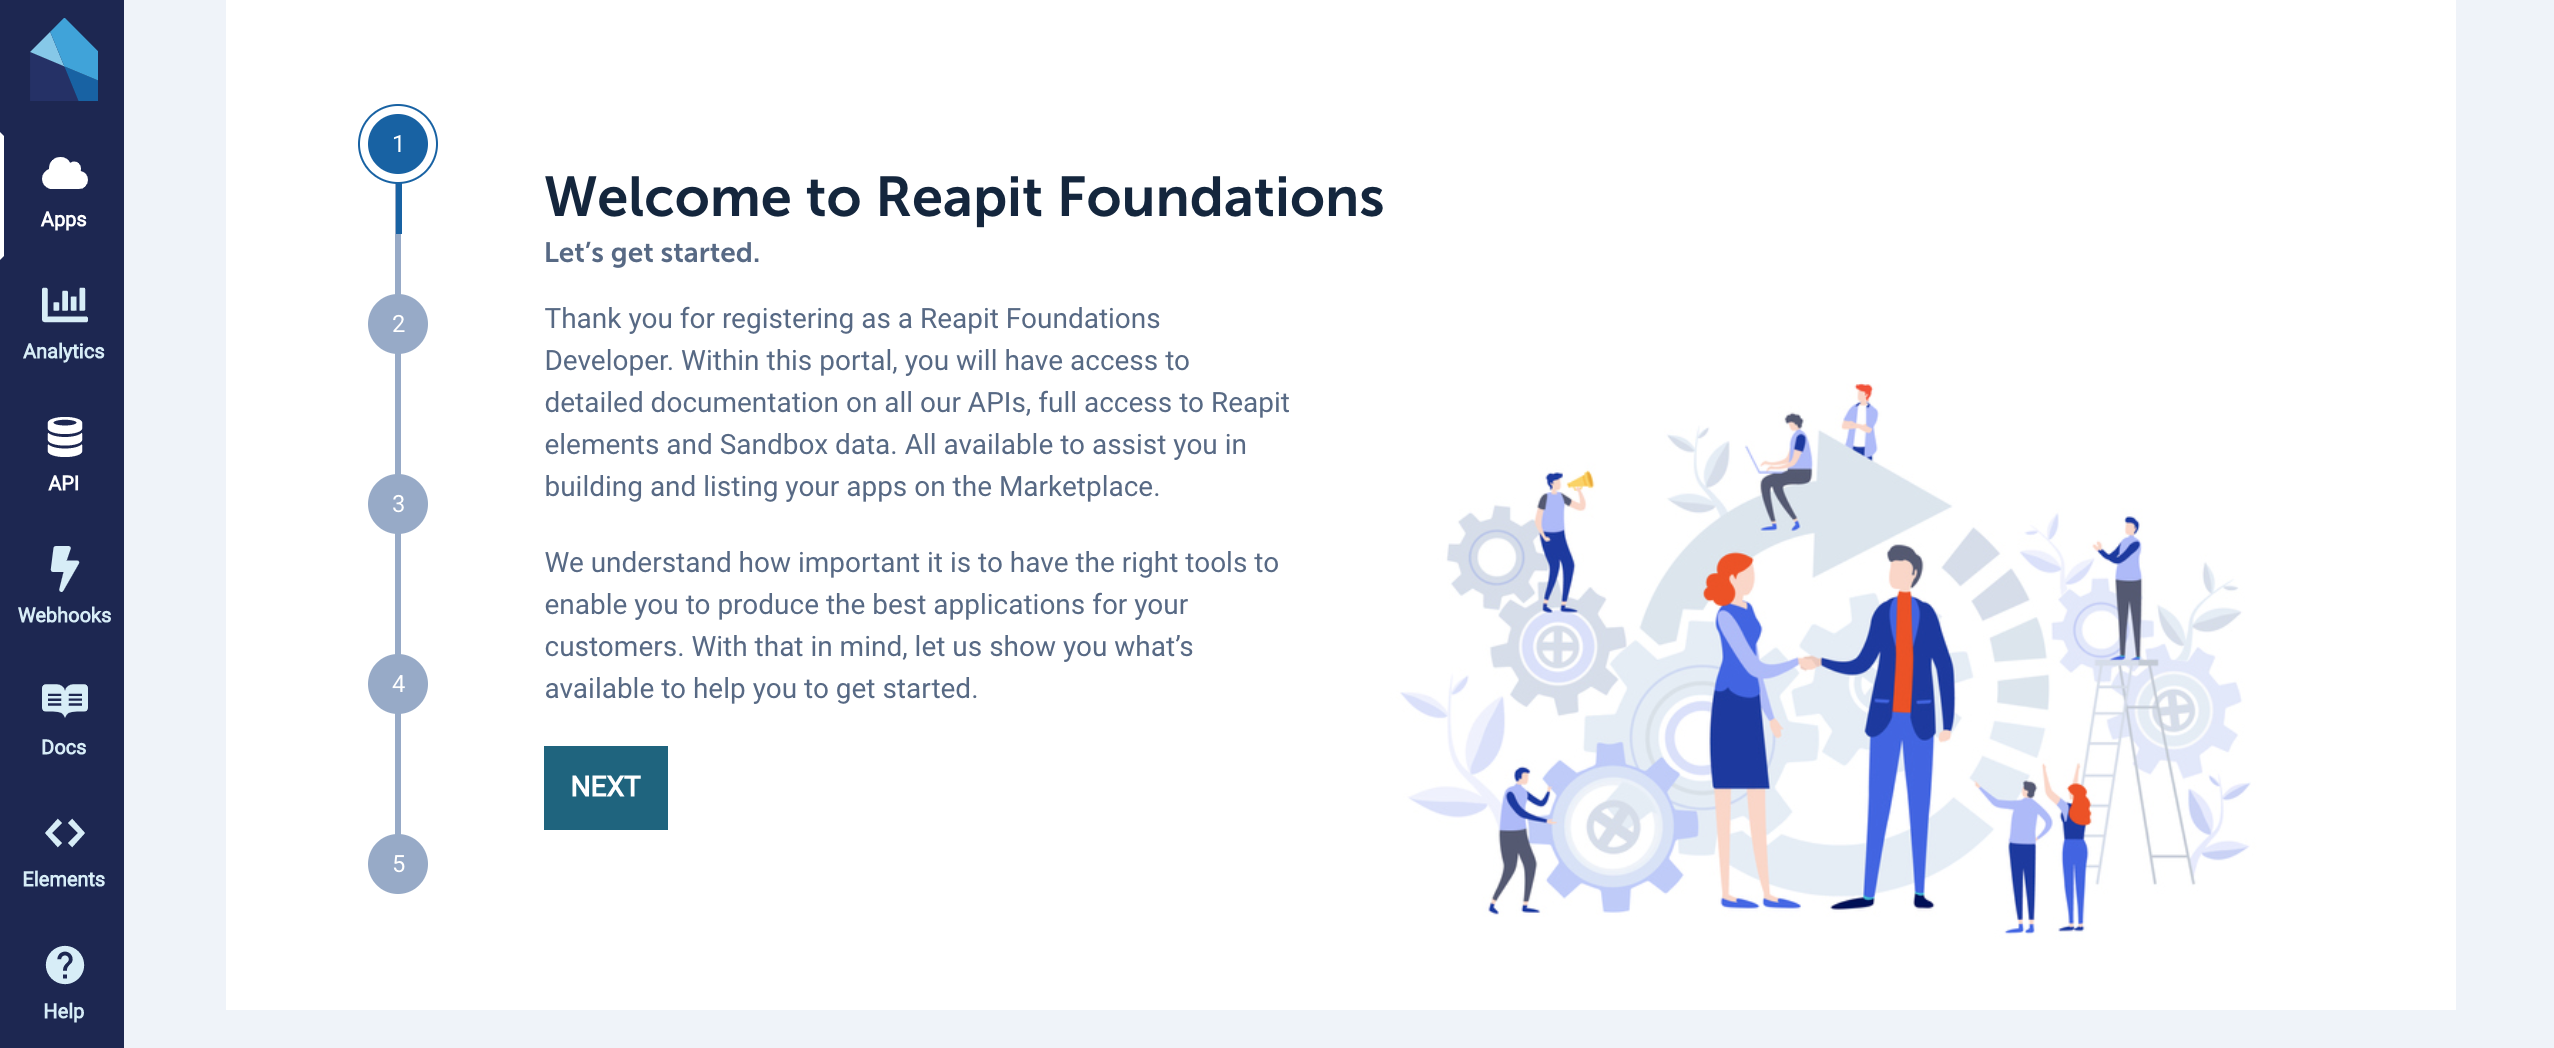 Apps
Analytics
API
Webhooks
Docs
Elements
Help
1
2
3
4
5
Welcome to Reapit Foundations
Let’s get started.
Thank you for registering as a Reapit Foundations
Developer. Within this portal, you will have access to
detailed documentation on all our APIs, full access to Reapit
elements and Sandbox data. All available to assist you in
building and listing your apps on the Marketplace.
We understand how important it is to have the right tools to
enable you to produce the best applications for your
customers. With that in mind, let us show you what’s
available to help you to get started.
NEXT